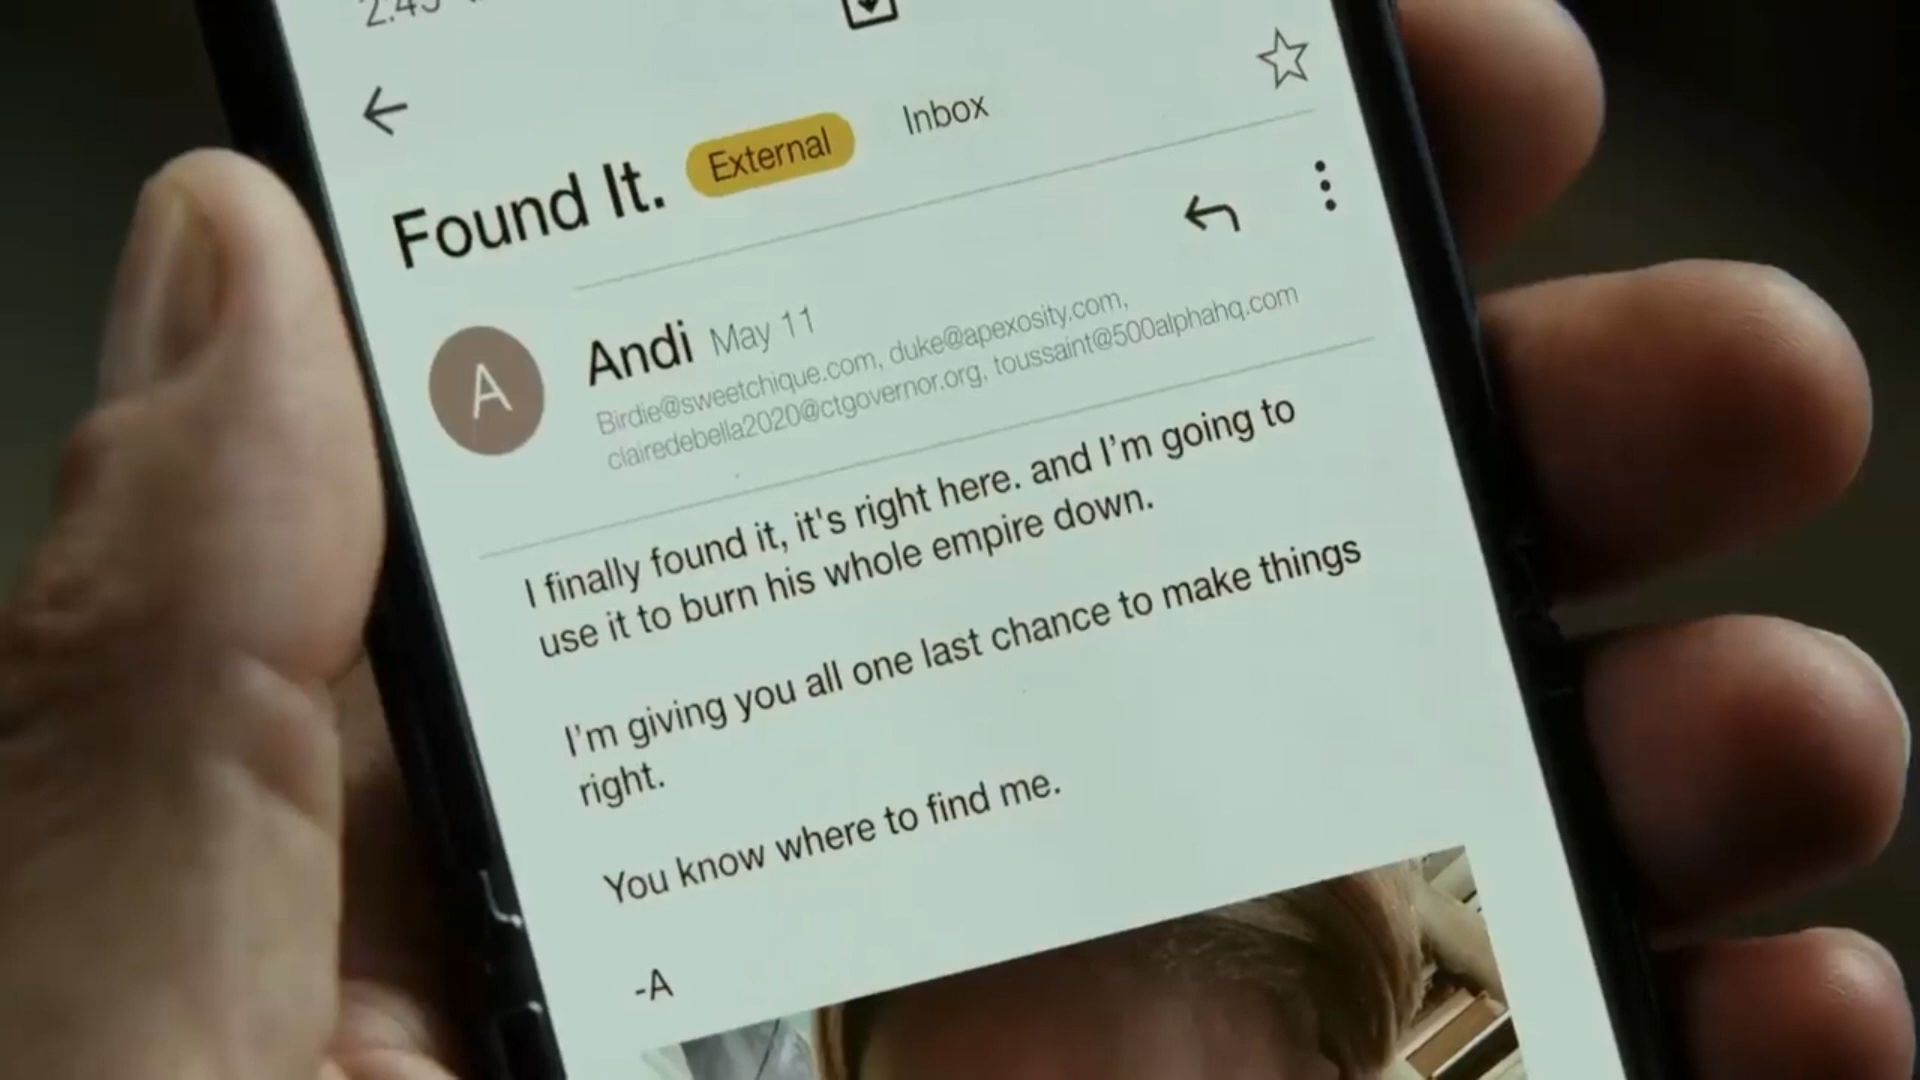 Found It. External Inbox
Andi May 11
Birdie@sweetchique.com, duke@apexosity.com,
clairedebella2020@ctgovernor.org, toussaint@500alphahq.com
I finally found it, it's right here. and I'm going to
use it to burn his whole empire down.
I'm giving you all one last chance to make things
right.
You know where to find me.
-A
A